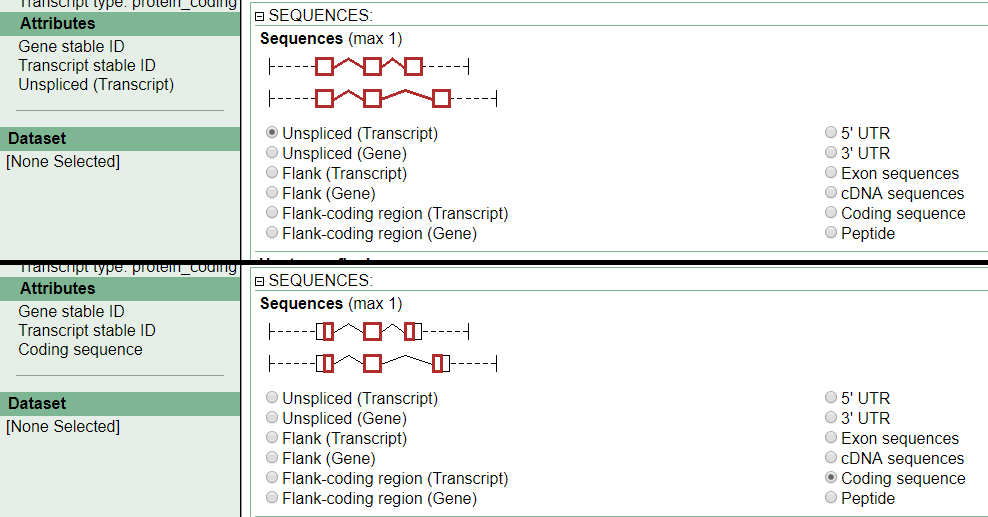 Transcript type: protein_coding
Attributes
Gene stable ID
Transcript stable ID
Unspliced (Transcript)
Dataset
[None Selected]
SEQUENCES:
Sequences (max 1)
Unspliced (Transcript)
Unspliced (Gene)
Flank (Transcript)
Flank (Gene)
Flank-coding region (Transcript)
Flank-coding region (Gene)
5' UTR
3' UTR
Exon sequences
cDNA sequences
Coding sequence
Peptide
Transcript type: protein_coding
Attributes
Gene stable ID
Transcript stable ID
Coding sequence
Dataset
[None Selected]
SEQUENCES:
Sequences (max 1)
Unspliced (Transcript)
Unspliced (Gene)
Flank (Transcript)
Flank (Gene)
Flank-coding region (Transcript)
Flank-coding region (Gene)
5' UTR
3' UTR
Exon sequences
cDNA sequences
Coding sequence
Peptide